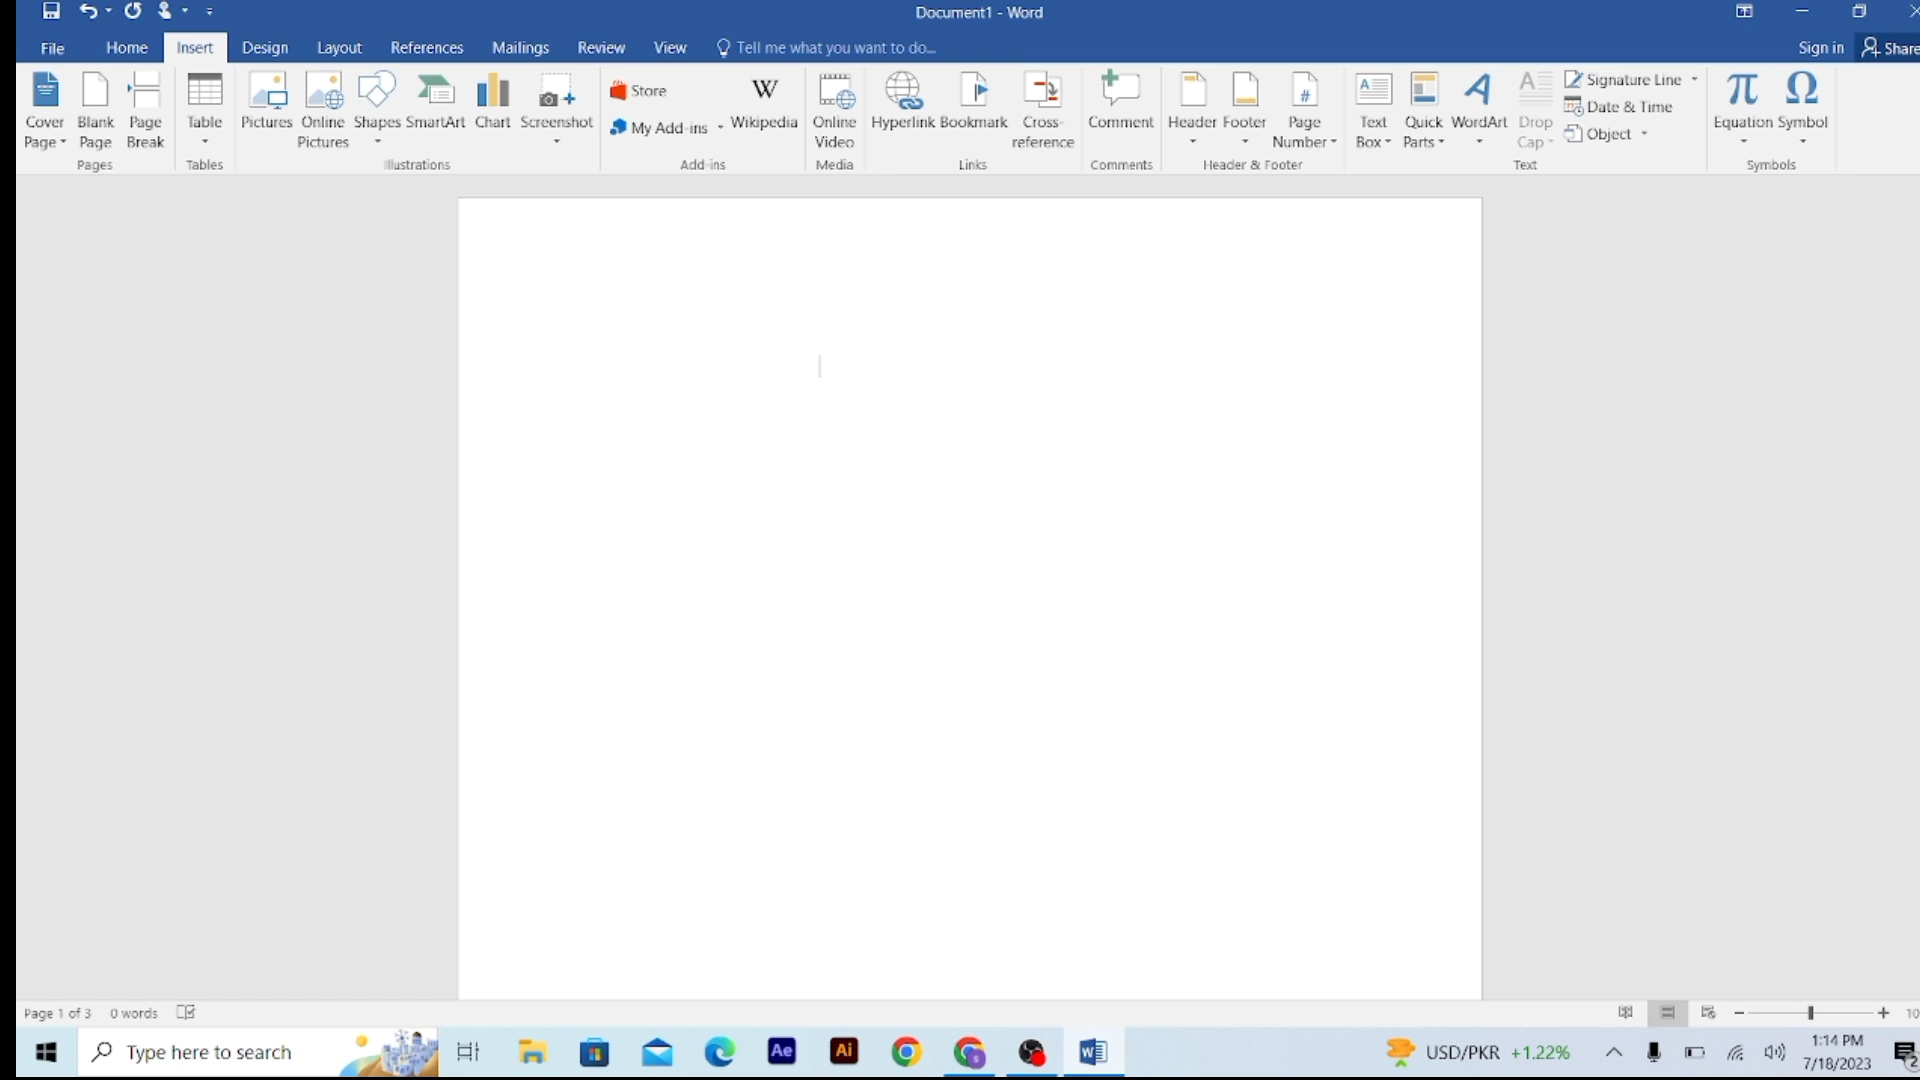 Document1 - Word
File Home Insert Design Layout References Mailings Review View Tell me what you want to do... Sign in Share
Cover Page Blank Page Page Break Table Pictures Online Pictures Shapes SmartArt Chart Screenshot Store My Add-ins W Wikipedia Online Video Hyperlink Bookmark Cross-reference Comment Header Footer # Page Number A Text Box Quick Parts A WordArt A Drop Cap Signature Line Date & Time Object π Equation Ω Symbol
Pages Tables Illustrations Add-ins Media Links Comments Header & Footer Text Symbols
Page 1 of 3 0 words 10
Type here to search Ae Ai W USD/PKR +1.22% 1:14 PM
7/18/2023 2